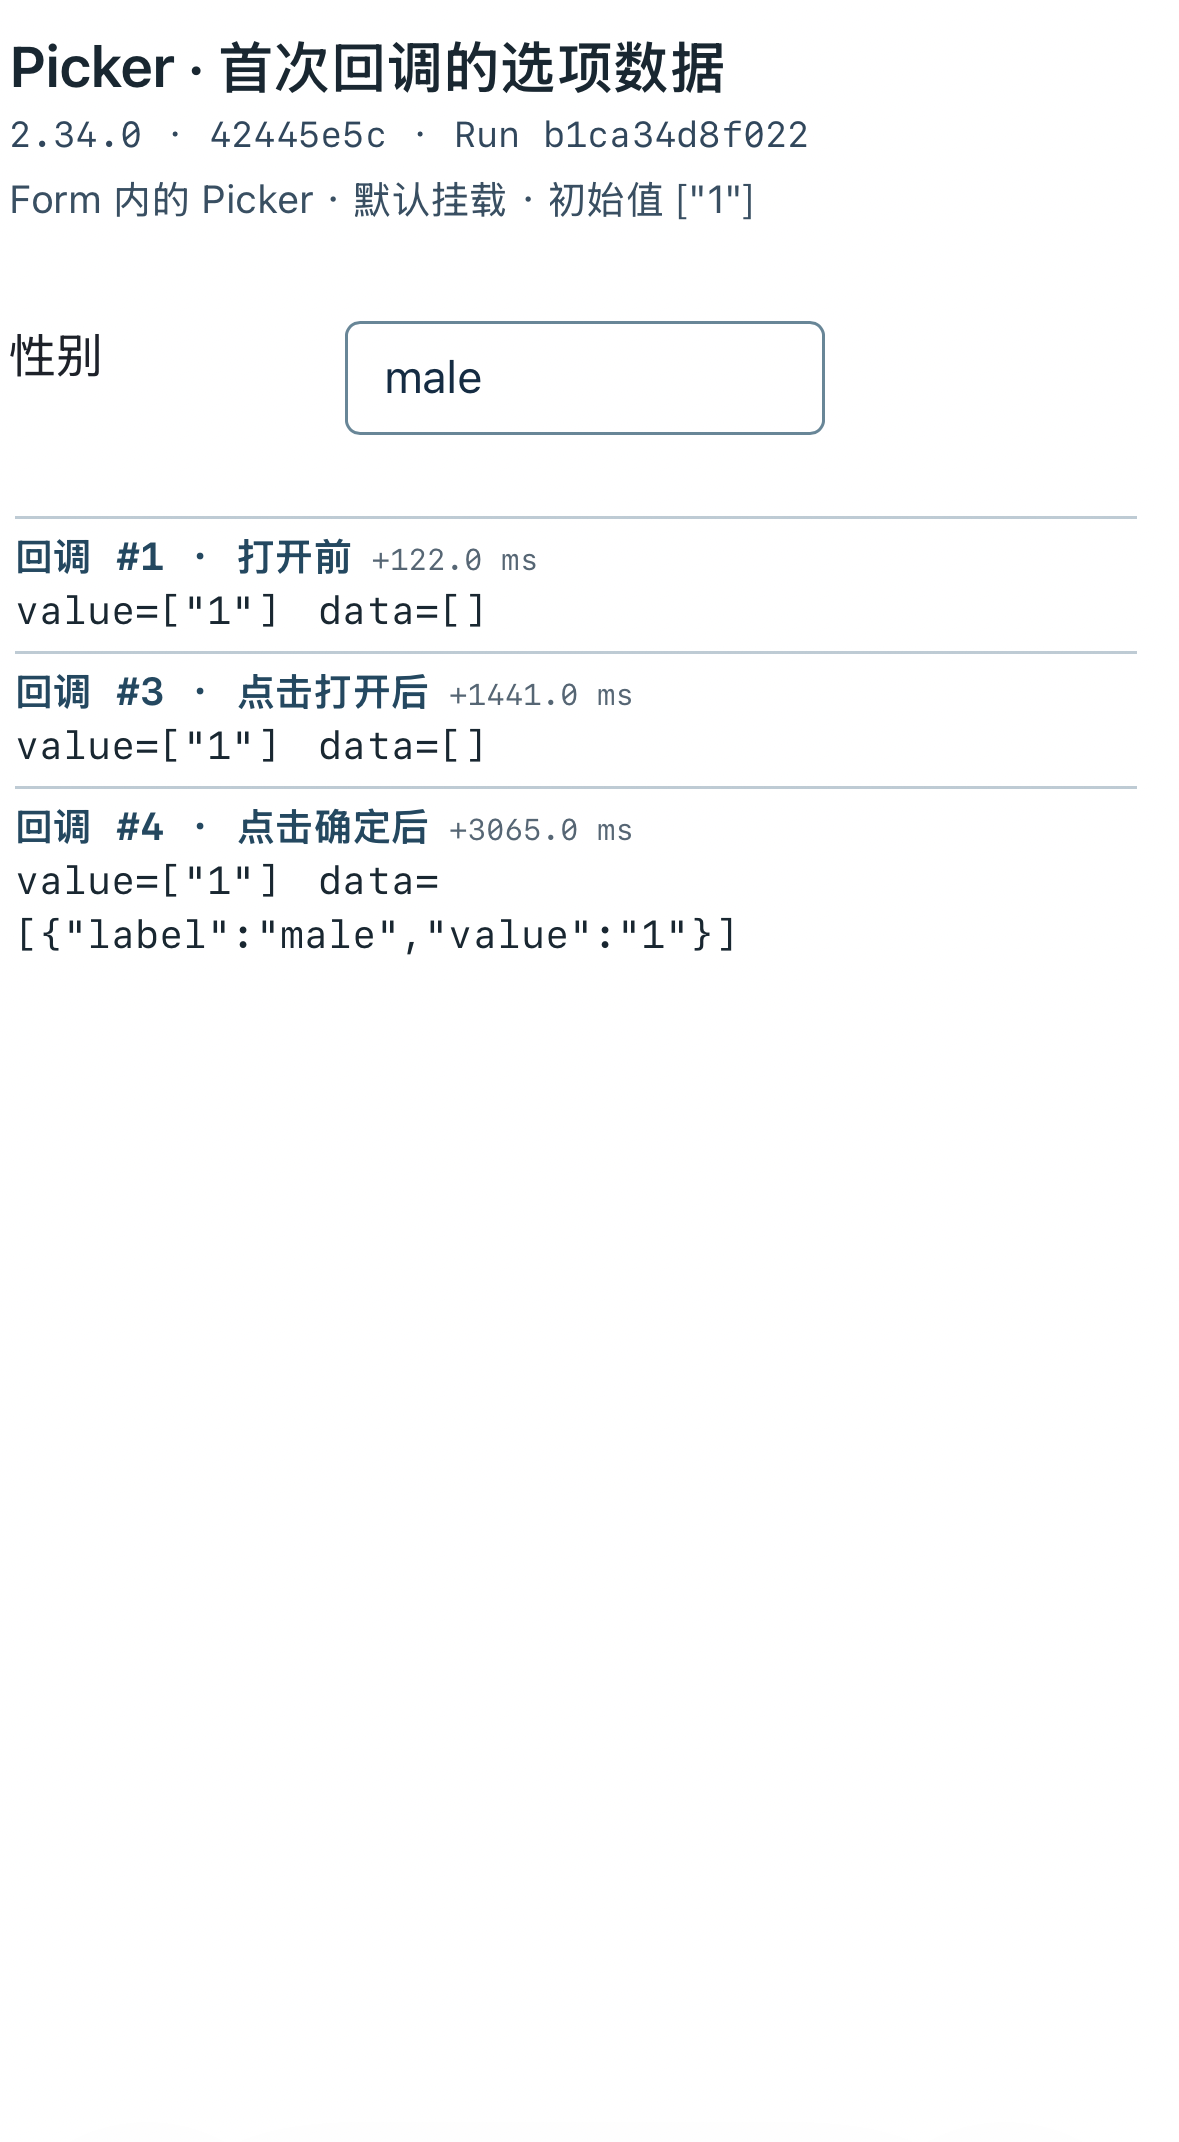 Picker · 首次回调的选项数据
2.34.0 · 42445e5c · Run b1ca34d8f022
Form 内的 Picker · 默认挂载 · 初始值 ["1"]
性别
male
回调 #1 · 打开前 +122.0 ms
value=["1"] data=[]
回调 #3 · 点击打开后 +1441.0 ms
value=["1"] data=[]
回调 #4 · 点击确定后 +3065.0 ms
value=["1"] data=
[{"label":"male","value":"1"}]